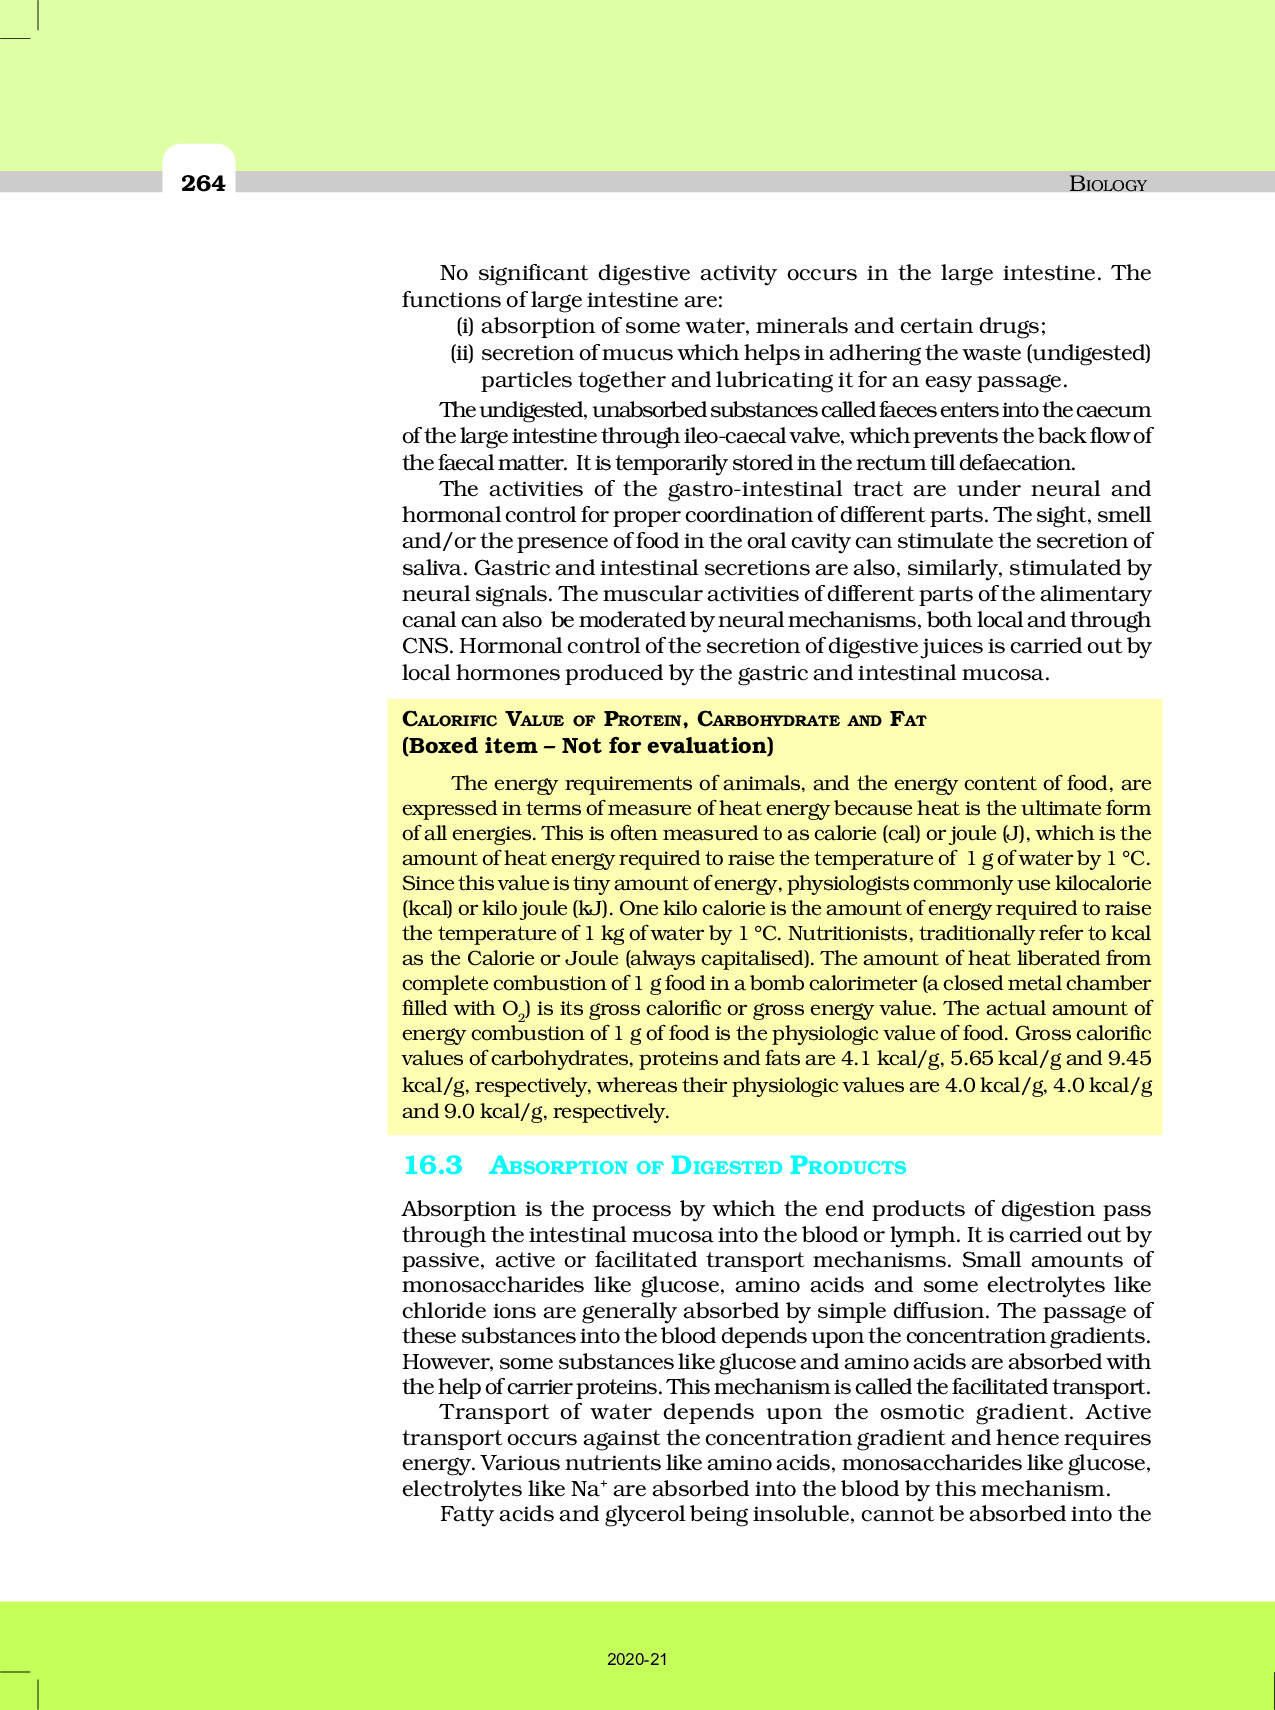 264
BIOLOGY
No significant digestive activity occurs in the large intestine. The
functions of large intestine are:
(i) absorption of some water, minerals and certain drugs;
(ii) secretion of mucus which helps in adhering the waste (undigested)
particles together and lubricating it for an easy passage.
The undigested, unabsorbed substances called faeces enters into the caecum
of the large intestine through ileo-caecal valve, which prevents the back flow of
the faecal matter. It is temporarily stored in the rectum till defaecation.
The activities of the gastro-intestinal tract are under neural and
hormonal control for proper coordination of different parts. The sight, smell
and/or the presence of food in the oral cavity can stimulate the secretion of
saliva. Gastric and intestinal secretions are also, similarly, stimulated by
neural signals. The muscular activities of different parts of the alimentary
canal can also be moderated by neural mechanisms, both local and through
CNS. Hormonal control of the secretion of digestive juices is carried out by
local hormones produced by the gastric and intestinal mucosa.
CALORIFIC VALUE OF PROTEIN, CARBOHYDRATE AND FAT
(Boxed item – Not for evaluation)
The energy requirements of animals, and the energy content of food, are
expressed in terms of measure of heat energy because heat is the ultimate form
of all energies. This is often measured to as calorie (cal) or joule (J), which is the
amount of heat energy required to raise the temperature of 1 g of water by 1 °C.
Since this value is tiny amount of energy, physiologists commonly use kilocalorie
(kcal) or kilo joule (kJ). One kilo calorie is the amount of energy required to raise
the temperature of 1 kg of water by 1 °C. Nutritionists, traditionally refer to kcal
as the Calorie or Joule (always capitalised). The amount of heat liberated from
complete combustion of 1 g food in a bomb calorimeter (a closed metal chamber
filled with O₂) is its gross calorific or gross energy value. The actual amount of
energy combustion of 1 g of food is the physiologic value of food. Gross calorific
values of carbohydrates, proteins and fats are 4.1 kcal/g, 5.65 kcal/g and 9.45
kcal/g, respectively, whereas their physiologic values are 4.0 kcal/g, 4.0 kcal/g
and 9.0 kcal/g, respectively.
16.3 ABSORPTION OF DIGESTED PRODUCTS
Absorption is the process by which the end products of digestion pass
through the intestinal mucosa into the blood or lymph. It is carried out by
passive, active or facilitated transport mechanisms. Small amounts of
monosaccharides like glucose, amino acids and some electrolytes like
chloride ions are generally absorbed by simple diffusion. The passage of
these substances into the blood depends upon the concentration gradients.
However, some substances like glucose and amino acids are absorbed with
the help of carrier proteins. This mechanism is called the facilitated transport.
Transport of water depends upon the osmotic gradient. Active
transport occurs against the concentration gradient and hence requires
energy. Various nutrients like amino acids, monosaccharides like glucose,
electrolytes like Na⁺ are absorbed into the blood by this mechanism.
Fatty acids and glycerol being insoluble, cannot be absorbed into the
2020-21